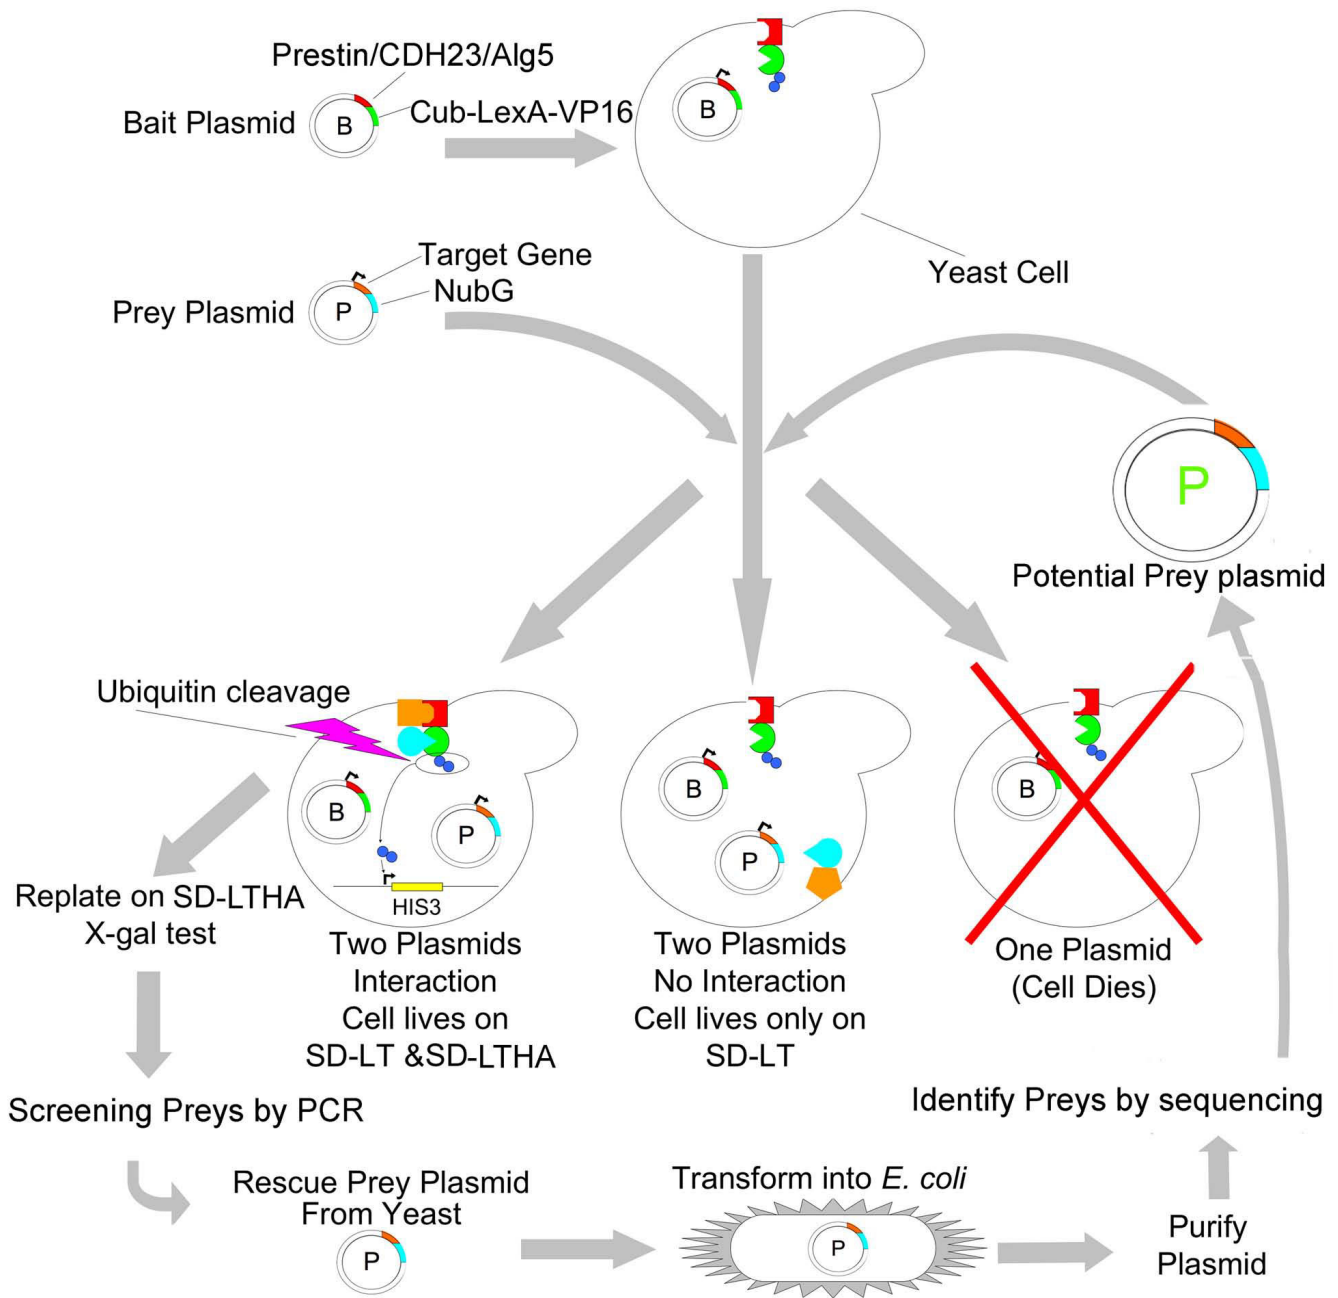 Prestin/CDH23/Alg5
Bait Plasmid
B
Cub-LexA-VP16
B
Yeast Cell
Target Gene
NubG
Prey Plasmid
P
P
Potential Prey plasmid
Ubiquitin cleavage
B
P
HIS3
Two Plasmids
Interaction
Cell lives on
SD-LT &SD-LTHA
B
P
Two Plasmids
No Interaction
Cell lives only on
SD-LT
B
One Plasmid
(Cell Dies)
Replate on SD-LTHA
X-gal test
Screening Preys by PCR
Rescue Prey Plasmid
From Yeast
P
Transform into E. coli
P
Purify
Plasmid
Identify Preys by sequencing